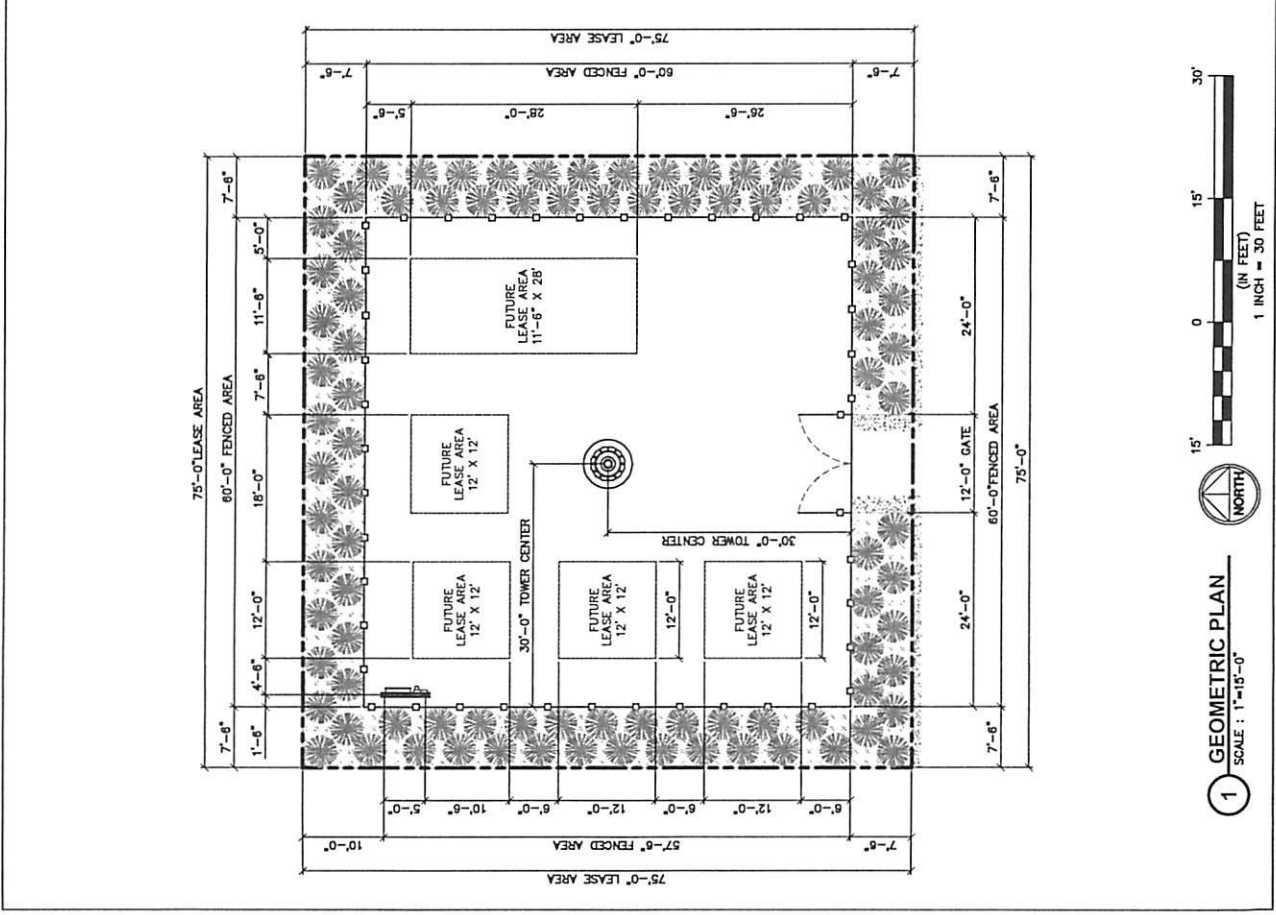 75'-0"LEASE AREA
7'-6"
60'-0" FENCED AREA
7'-6"
1'-6"
4'-6"
12'-0"
18'-0"
7'-6"
11'-6"
5'-0"
75'-0" LEASE AREA
60'-0" FENCED AREA
7'-6"
7'-6"
5'-6"
28'-0"
26'-6"
FUTURE
LEASE AREA
12' X 12'
FUTURE
LEASE AREA
12' X 12'
FUTURE
LEASE AREA
11'-6" X 28'
30'-0" TOWER CENTER
30'-0" TOWER CENTER
FUTURE
LEASE AREA
12' X 12'
12'-0"
FUTURE
LEASE AREA
12' X 12'
12'-0"
75'-0" LEASE AREA
10'-0"
57'-6" FENCED AREA
7'-6"
5'-0"
10'-6"
6'-0"
12'-0"
6'-0"
12'-0"
6'-0"
24'-0"
12'-0" GATE
24'-0"
7'-6"
60'-0"FENCED AREA
7'-6"
75'-0"
1
GEOMETRIC PLAN
SCALE : 1"=15'-0"
NORTH
15'
0
15'
30'
(IN FEET)
1 INCH = 30 FEET